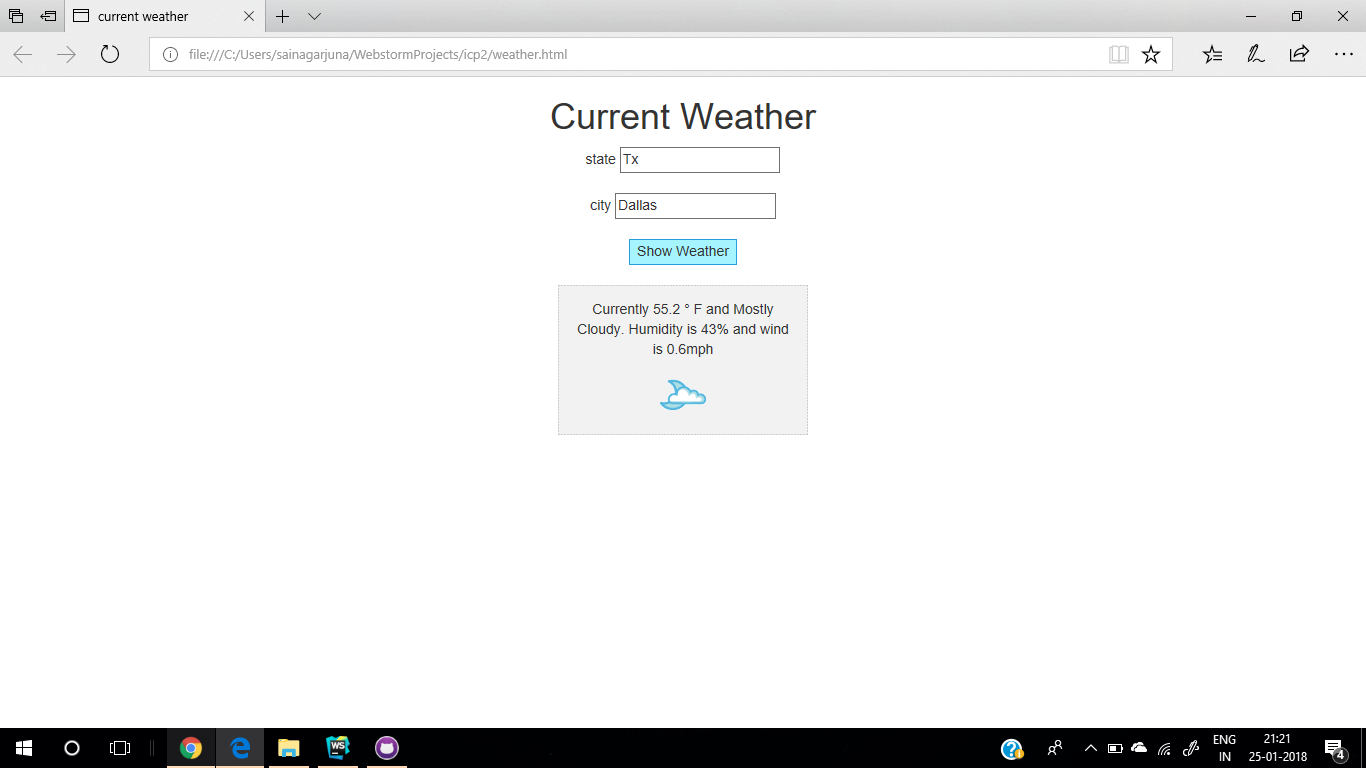 current weather
file:///C:/Users/sainagarjuna/WebstormProjects/icp2/weather.html
Current Weather
state Tx
city Dallas
Show Weather
Currently 55.2 ° F and Mostly
Cloudy. Humidity is 43% and wind
is 0.6mph
WS
ENG
IN
21:21
25-01-2018
4